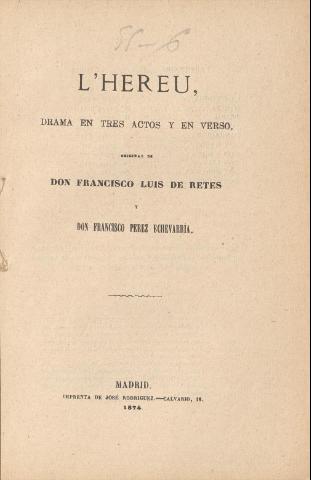 L'HEREU,
DRAMA EN TRES ACTOS Y EN VERSO,
ORIGINAL DE
DON FRANCISCO LUIS DE RETES
Y
DON FRANCISCO PEREZ ECHEVARRÍA.
MADRID.
IMPRENTA DE JOSÉ RODRIGUEZ.—CALVARIO, 18.
1874